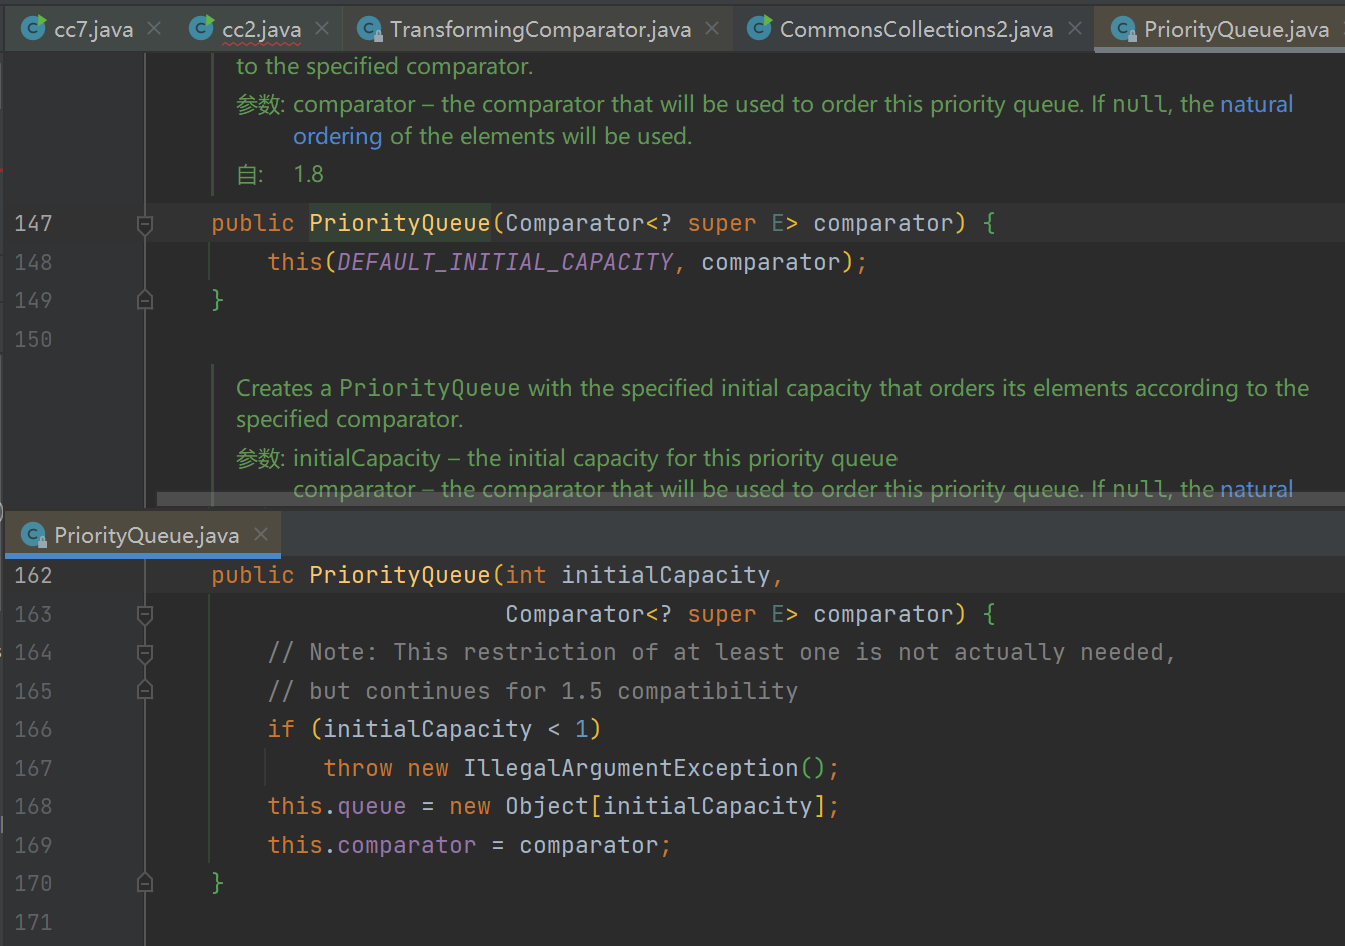 cc7.java cc2.java TransformingComparator.java CommonsCollections2.java PriorityQueue.java
to the specified comparator.
参数: comparator – the comparator that will be used to order this priority queue. If null, the natural
ordering of the elements will be used.
自: 1.8
147 public PriorityQueue(Comparator<? super E> comparator) {
148 this(DEFAULT_INITIAL_CAPACITY, comparator);
149 }
150
Creates a PriorityQueue with the specified initial capacity that orders its elements according to the
specified comparator.
参数: initialCapacity – the initial capacity for this priority queue
comparator – the comparator that will be used to order this priority queue. If null, the natural
PriorityQueue.java
162 public PriorityQueue(int initialCapacity,
163 Comparator<? super E> comparator) {
164 // Note: This restriction of at least one is not actually needed,
165 // but continues for 1.5 compatibility
166 if (initialCapacity < 1)
167 throw new IllegalArgumentException();
168 this.queue = new Object[initialCapacity];
169 this.comparator = comparator;
170 }
171